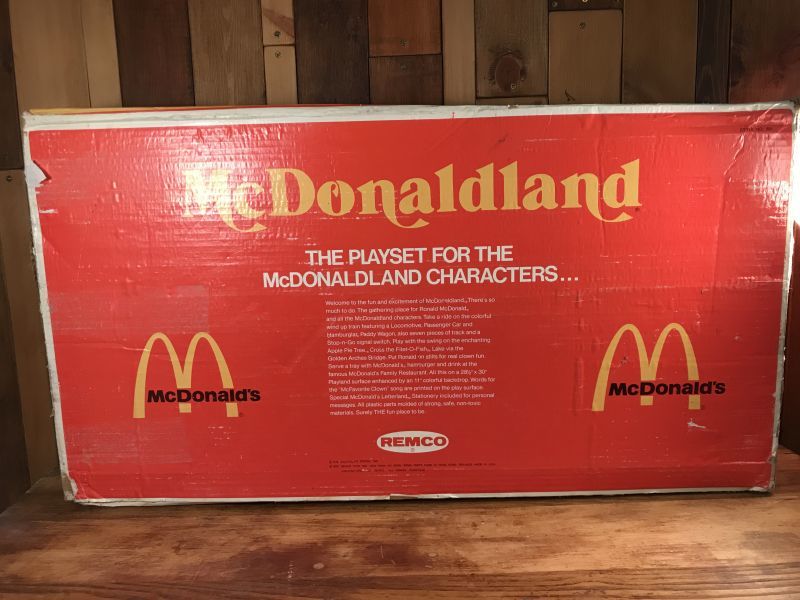 McDonaldland
THE PLAYSET FOR THE
McDONALDLAND CHARACTERS...
Welcome to the fun and excitement of McDonaldland. There's so
much to do. The gathering place for Ronald McDonald,
and all the McDonaldland characters. Take a ride on the colorful
wind up train featuring a Locomotive, Passenger Car and
Hamburglar, Paddy Wagon, also seven pieces of track and a
Stop-n-Go signal switch. Play with the swing on the enchanting
Apple Pie Tree. Cross the Filet-O-Fish, Lake via the
Golden Arches Bridge. Put Ronald on stilts for real clown fun.
Serve a tray with McDonald's, hamburger and drink at the
famous McDonald's Family Restaurant. All this on a 28½" x 30"
Playland surface enhanced by an 11" colorful backdrop. Words for
the "McFavorite Clown" song are printed on the play surface.
Special McDonald's Letterland, Stationery included for personal
messages. All plastic parts molded of strong, safe, non-toxic
materials. Surely THE fun place to be.
McDonald's
McDonald's
REMCO